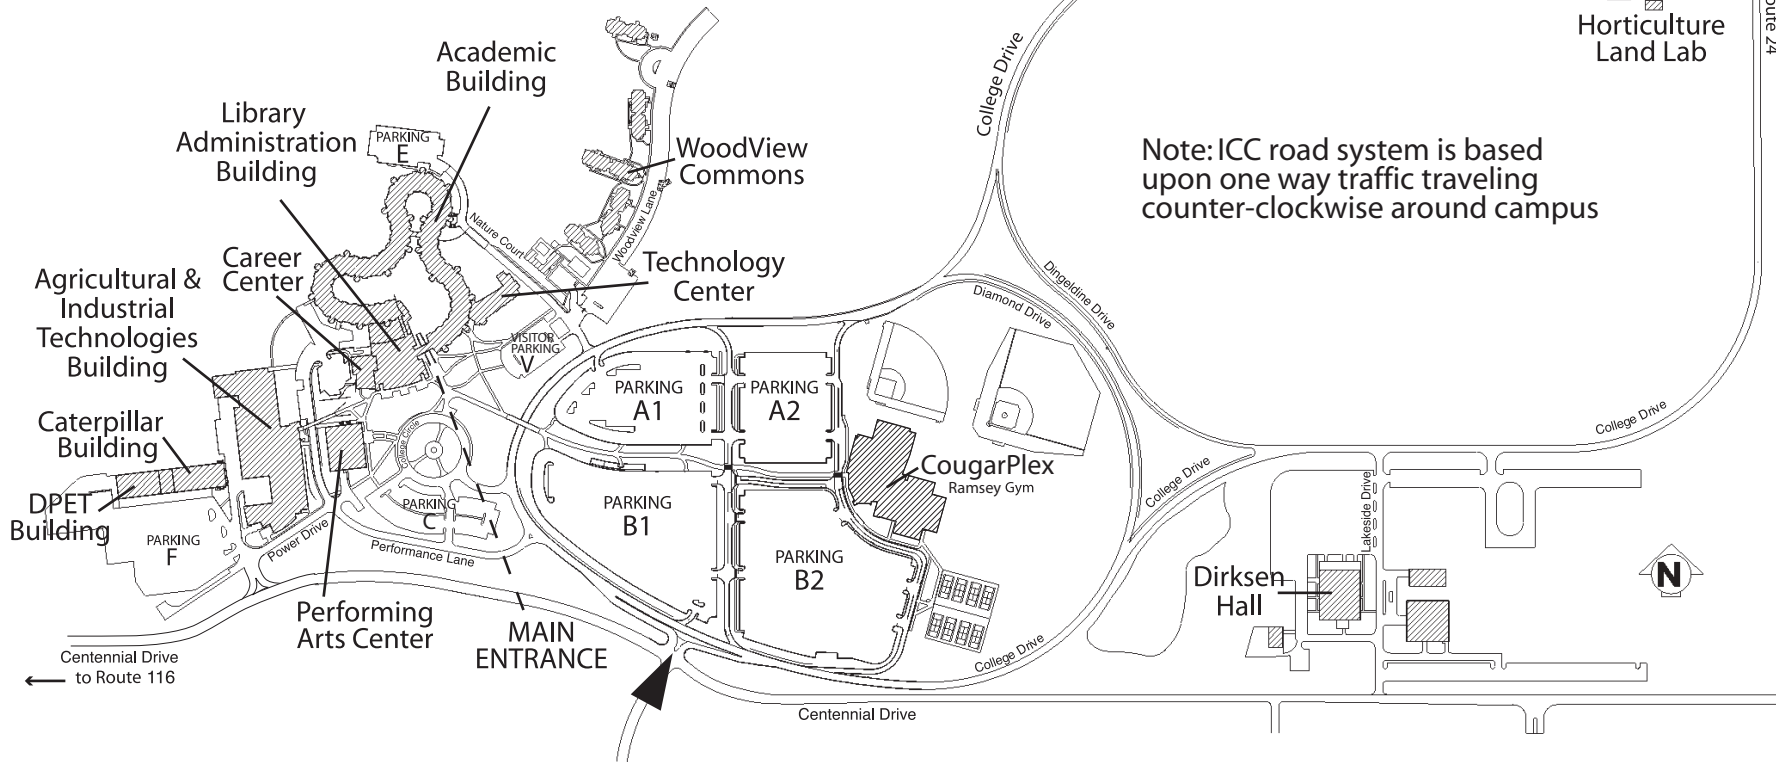 Horticulture
Land Lab
Route 24
Academic
Building
College Drive
Library
Administration
Building
PARKING
E
WoodView
Commons
Note: ICC road system is based
upon one way traffic traveling
counter-clockwise around campus
Nature Court
Woodview Lane
Career
Center
Technology
Center
Agricultural &
Industrial
Technologies
Building
Dingeldine Drive
Diamond Drive
VISITOR
PARKING
V
PARKING
A1
PARKING
A2
College Drive
Caterpillar
Building
College Circle
CougarPlex
Ramsey Gym
College Drive
Lakeside Drive
DPET
Building
PARKING
C
PARKING
B1
PARKING
F
Power Drive
Performance Lane
PARKING
B2
Dirksen
Hall
N
Performing
Arts Center
MAIN
ENTRANCE
College Drive
Centennial Drive
to Route 116
Centennial Drive